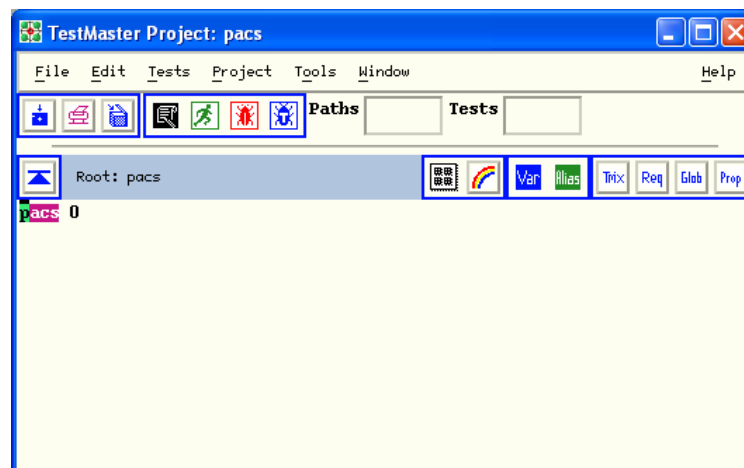 TestMaster Project: pacs
File Edit Tests Project Tools Window Help
Paths Tests
Root: pacs Var Alias Trix Req Glob Prop
pacs 0